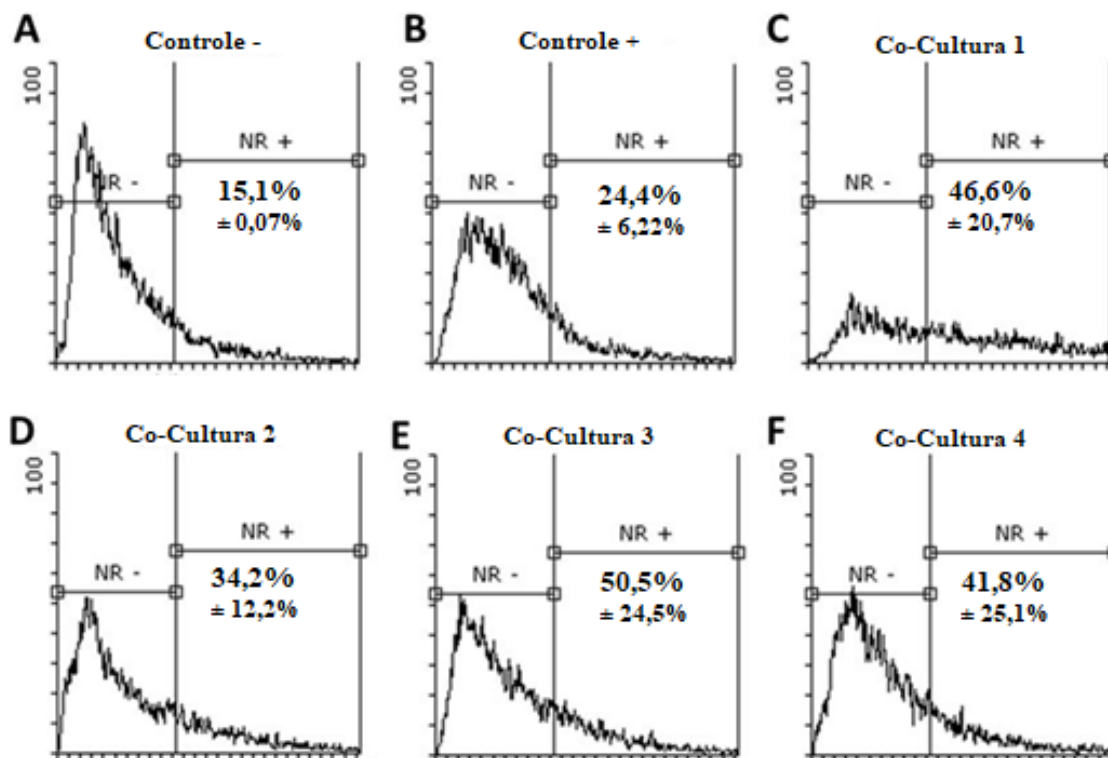 A
Controle -
100
NR +
NR -
15,1%
± 0,07%
B
Controle +
100
NR +
NR -
24,4%
± 6,22%
C
Co-Cultura 1
100
NR +
NR -
46,6%
± 20,7%
D
Co-Cultura 2
100
NR +
NR -
34,2%
± 12,2%
E
Co-Cultura 3
100
NR +
NR -
50,5%
± 24,5%
F
Co-Cultura 4
100
NR +
NR -
41,8%
± 25,1%